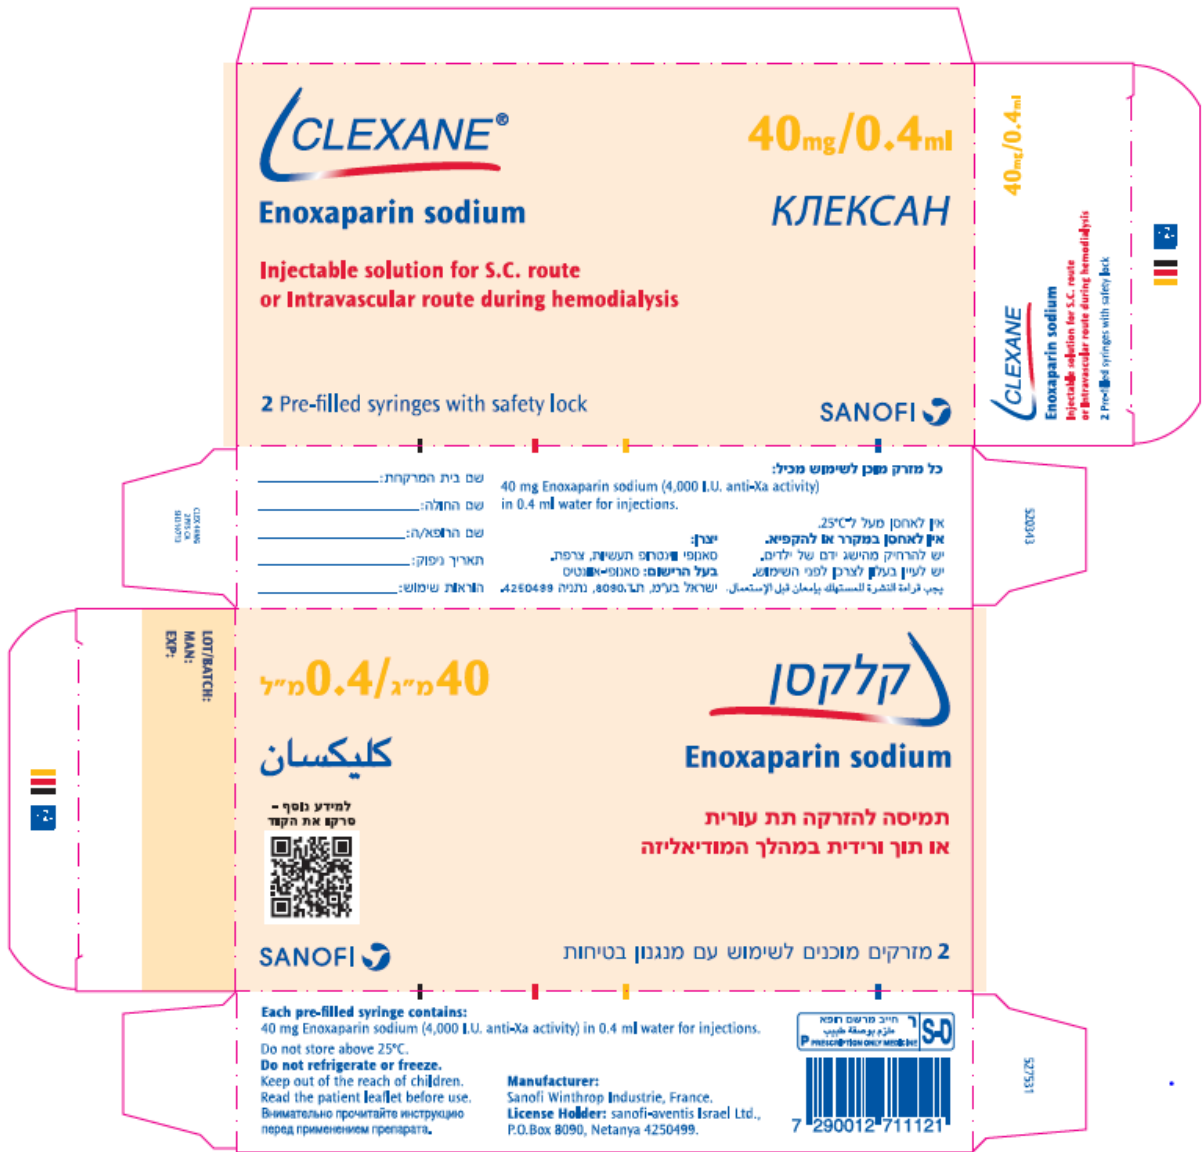 CLEXANE®
40mg/0.4ml
Enoxaparin sodium
КЛЕКСАН
Injectable solution for S.C. route
or Intravascular route during hemodialysis
2 Pre-filled syringes with safety lock
SANOFI
40mg/0.4ml
CLEXANE
Enoxaparin sodium
Injectable solution for S.C. route
or Intravascular route during hemodialysis
2 Pre-filled syringes with safety lock
כל מזרק מוכן לשימוש מכיל:
40 mg Enoxaparin sodium (4,000 I.U. anti-Xa activity)
in 0.4 ml water for injections.
אין לאחסן מעל ל-25°C.
אין לאחסן במקרר או להקפיא.
יש להרחיק מהישג ידם של ילדים.
יש לעיין בעלון לצרכן לפני השימוש.
يجب قراءة النشرة للمستهلك بإمعان قبل الإستعمال.
יצרן:
סאנופי וינטרופ תעשיות, צרפת.
בעל הרישום: סאנופי-אוונטיס
ישראל בע"מ, ת.ד. 8090, נתניה 4250499.
שם בית המרקחת:
שם החולה:
שם הרופא/ה:
תאריך ניפוק:
הוראות שימוש:
520343
LOT/BATCH:
MAN:
EXP:
קלקסן
40מ"ג/0.4מ"ל
Enoxaparin sodium
كليكسان
תמיסה להזרקה תת עורית
או תוך ורידית במהלך המודיאליזה
למידע נוסף –
סרקו את הקוד
2 מזרקים מוכנים לשימוש עם מנגנון בטיחות
SANOFI
Each pre-filled syringe contains:
40 mg Enoxaparin sodium (4,000 I.U. anti-Xa activity) in 0.4 ml water for injections.
Do not store above 25°C.
Do not refrigerate or freeze.
Keep out of the reach of children.
Read the patient leaflet before use.
Внимательно прочитайте инструкцию
перед применением препарата.
Manufacturer:
Sanofi Winthrop Industrie, France.
License Holder: sanofi-aventis Israel Ltd.,
P.O.Box 8090, Netanya 4250499.
ר חייב מרשם רופא
ملزم بوصفة طبيب
P PRESCRIPTION ONLY MEDICINE
S-D
7 290012 711121
527531